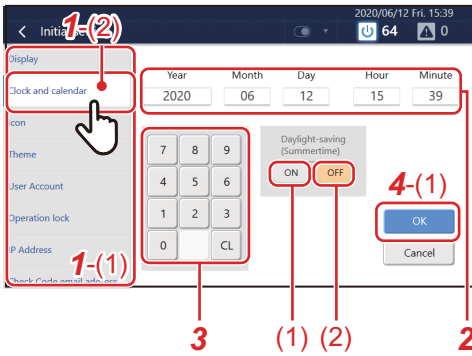 2020/06/12 Fri. 15:39
1-(2)
64
0
Display
Clock and calendar
Icon
Theme
User Account
Operation lock
IP Address
1-(1)
Year Month Day Hour Minute
2020 06 12 15 39
7 8 9
4 5 6
1 2 3
0 CL
Daylight-saving
(Summertime)
ON OFF
4-(1)
OK
Cancel
3 (1) (2) 2